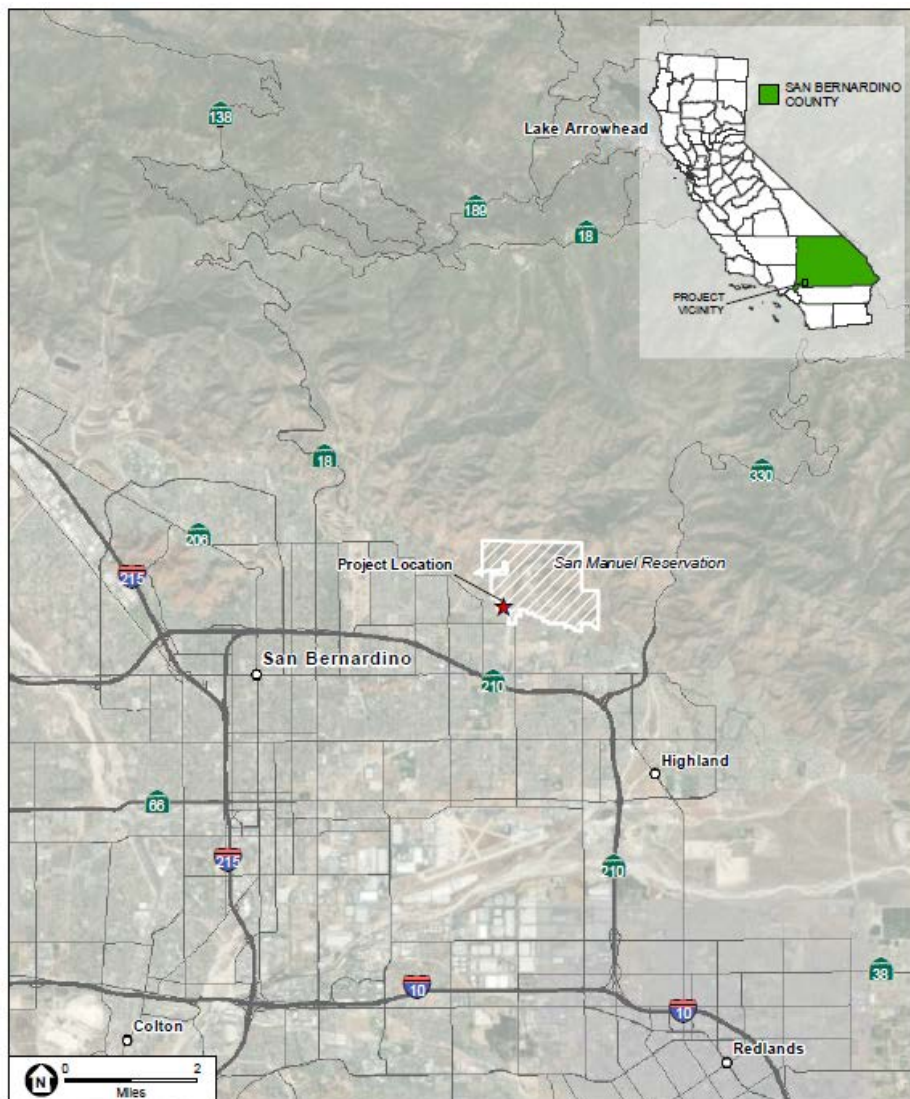 SAN BERNARDINO
COUNTY
138
Lake Arrowhead
189
18
PROJECT
VICINITY
18
330
206
Project Location
San Manuel Reservation
215
San Bernardino
210
Highland
66
215
210
38
10
10
Colton
Redlands
N
0 2
Miles